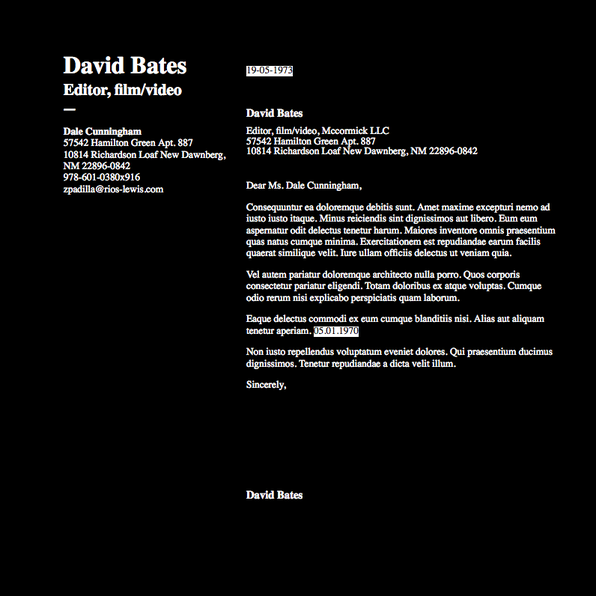 David Bates
Editor, film/video
Dale Cunningham
57542 Hamilton Green Apt. 887
10814 Richardson Loaf New Dawnberg,
NM 22896-0842
978-601-0380x916
zpadilla@rios-lewis.com
19-05-1973
David Bates
Editor, film/video, Mccormick LLC
57542 Hamilton Green Apt. 887
10814 Richardson Loaf New Dawnberg, NM 22896-0842
Dear Ms. Dale Cunningham,
Consequuntur ea doloremque debitis sunt. Amet maxime excepturi nemo ad
iusto iusto itaque. Minus reiciendis sint dignissimos aut libero. Eum eum
aspernatur odit delectus tenetur harum. Maiores inventore omnis praesentium
quas natus cumque minima. Exercitationem est repudiandae earum facilis
quaerat similique velit. Iure ullam officiis delectus ut veniam quia.
Vel autem pariatur doloremque architecto nulla porro. Quos corporis
consectetur pariatur eligendi. Totam doloribus ex atque voluptas. Cumque
odio rerum nisi explicabo perspiciatis quam laborum.
Eaque delectus commodi ex eum cumque blanditiis nisi. Alias aut aliquam
tenetur aperiam. 05.01.1970
Non iusto repellendus voluptatum eveniet dolores. Qui praesentium ducimus
dignissimos. Tenetur repudiandae a dicta velit illum.
Sincerely,
David Bates